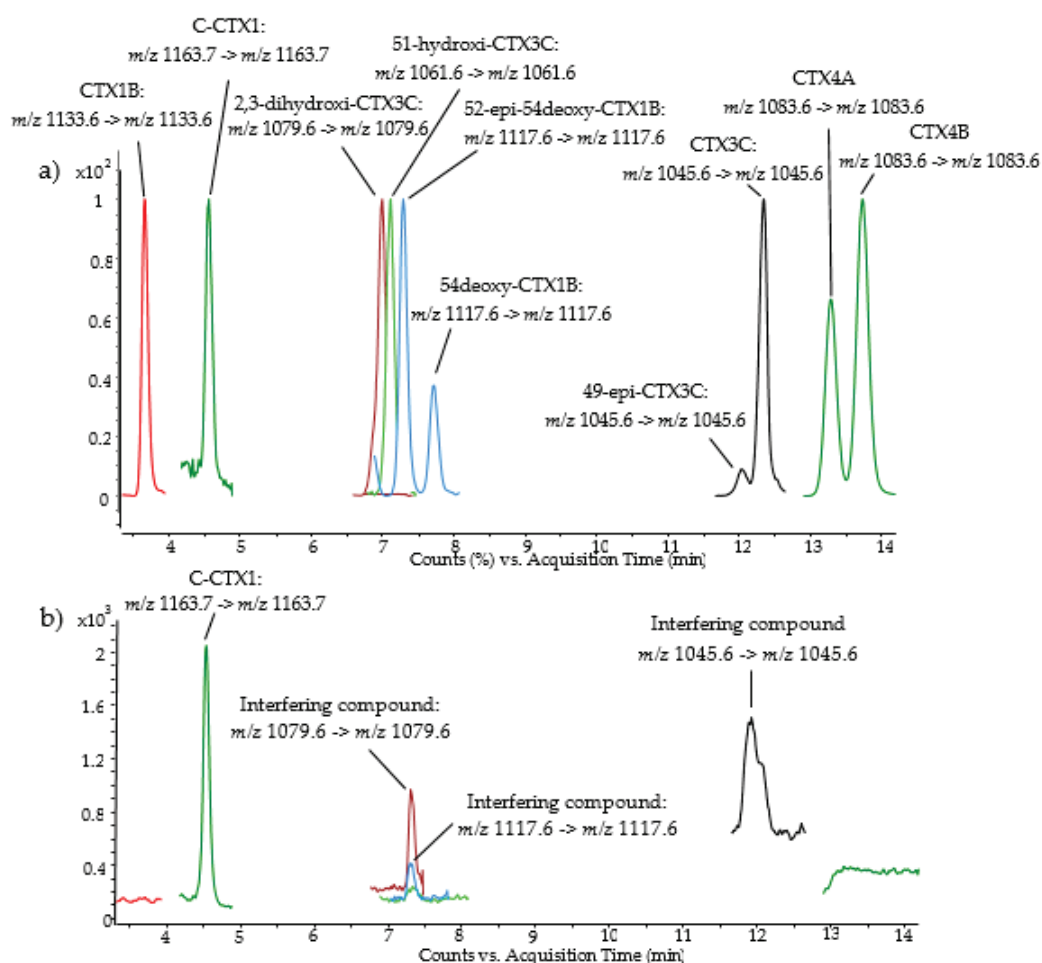 C-CTX1:
m/z 1163.7 -> m/z 1163.7
51-hydroxi-CTX3C:
m/z 1061.6 -> m/z 1061.6
CTX1B:
m/z 1133.6 -> m/z 1133.6
2,3-dihydroxi-CTX3C:
m/z 1079.6 -> m/z 1079.6
52-epi-54deoxy-CTX1B:
m/z 1117.6 -> m/z 1117.6
CTX4A
m/z 1083.6 -> m/z 1083.6
CTX3C:
m/z 1045.6 -> m/z 1045.6
CTX4B
m/z 1083.6 -> m/z 1083.6
a)
x10²
1
0.8
0.6
0.4
0.2
0
54deoxy-CTX1B:
m/z 1117.6 -> m/z 1117.6
49-epi-CTX3C:
m/z 1045.6 -> m/z 1045.6
4 5 6 7 8 9 10 11 12 13 14
Counts (%) vs. Acquisition Time (min)
C-CTX1:
m/z 1163.7 -> m/z 1163.7
b)
x10³
2
1.6
1.2
0.8
0.4
0
Interfering compound
m/z 1045.6 -> m/z 1045.6
Interfering compound:
m/z 1079.6 -> m/z 1079.6
Interfering compound:
m/z 1117.6 -> m/z 1117.6
4 5 6 7 8 9 10 11 12 13 14
Counts vs. Acquisition Time (min)